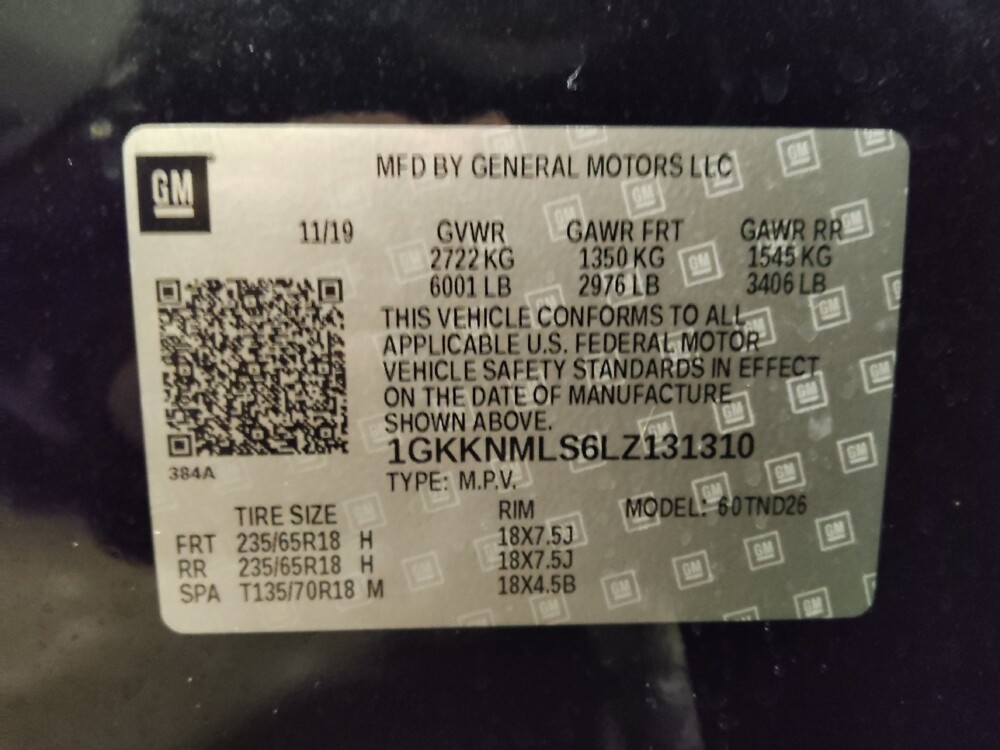 GM
MFD BY GENERAL MOTORS LLC
11/19 GVWR GAWR FRT GAWR RR
2722 KG 1350 KG 1545 KG
6001 LB 2976 LB 3406 LB
THIS VEHICLE CONFORMS TO ALL
APPLICABLE U.S. FEDERAL MOTOR
VEHICLE SAFETY STANDARDS IN EFFECT
ON THE DATE OF MANUFACTURE
SHOWN ABOVE.
1GKKNMLS6LZ131310
384A
TYPE: M.P.V.
TIRE SIZE RIM MODEL: 60TND26
FRT 235/65R18 H 18X7.5J
RR 235/65R18 H 18X7.5J
SPA T135/70R18 M 18X4.5B